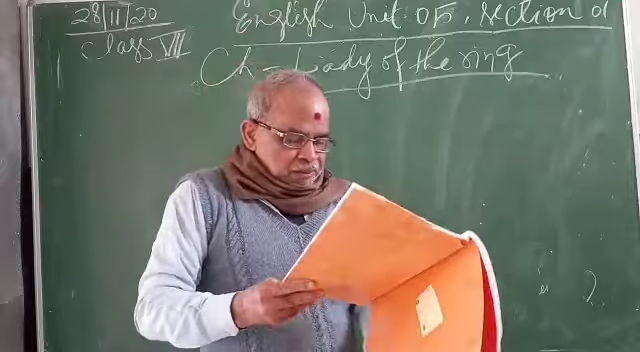 28/11/20
Class VII
English Unit 05, section 01
Ch - Lady of the ring